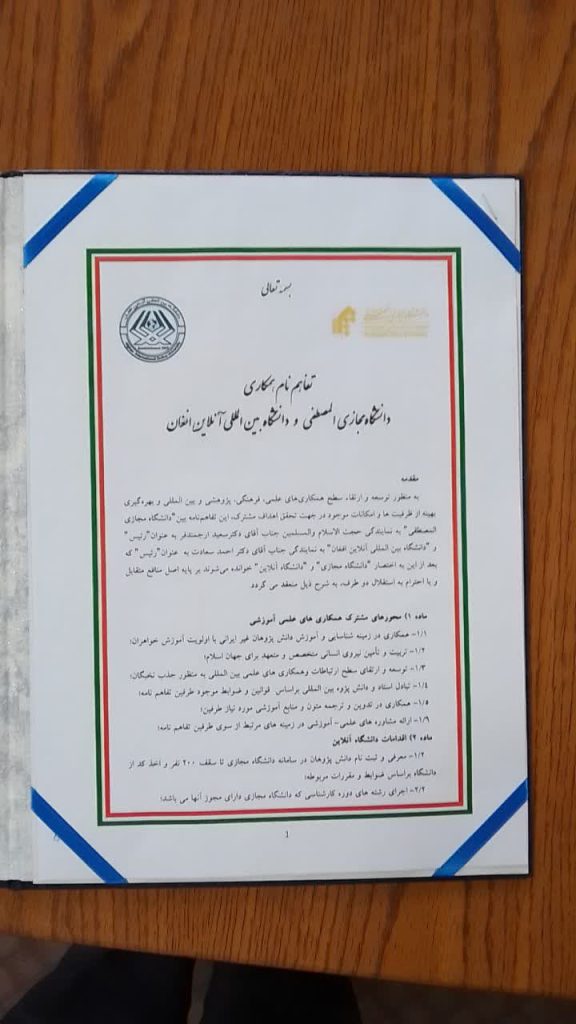 بسمه تعالی
تفاهم نامه همکاری
دانشگاه مجازی المصطفی و دانشگاه بین المللی آنلاین افغان
مقدمه
به منظور توسعه و ارتقاء سطح همکاری‌های علمی، فرهنگی، پژوهشی و بین المللی و بهره‌گیری
بهینه از ظرفیت ها و امکانات موجود در جهت تحقق اهداف مشترک، این تفاهم‌نامه بین "دانشگاه مجازی
المصطفی" به نمایندگی حجت الاسلام والمسلمین جناب آقای دکترسعید ارجمندفر به عنوان"رئیس"
و "دانشگاه بین المللی آنلاین افغان" به نمایندگی جناب آقای دکتر احمد سعادت به عنوان"رئیس" که
بعد از این به اختصار "دانشگاه مجازی" و "دانشگاه آنلاین" خوانده می‌شوند بر پایه اصل منافع متقابل
و با احترام به استقلال دو طرف، به شرح ذیل منعقد می گردد.
ماده ۱) محورهای مشترک همکاری های علمی آموزشی
۱/۱- همکاری در زمینه شناسایی و آموزش دانش پژوهان غیر ایرانی با اولویت آموزش خواهران؛
۱/۲- تربیت و تأمین نیروی انسانی متخصص و متعهد برای جهان اسلام؛
۱/۳- توسعه و ارتقای سطح ارتباطات وهمکاری های علمی بین المللی به منظور جذب نخبگان؛
۱/۴- تبادل استاد و دانش پژوه بین المللی براساس قوانین و ضوابط موجود طرفین تفاهم نامه؛
۱/۵- همکاری در تدوین و ترجمه متون و منابع آموزشی مورد نیاز طرفین؛
۱/۶- ارائه مشاوره های علمی- آموزشی در زمینه های مرتبط از سوی طرفین تفاهم نامه؛
ماده ۲) اقدامات دانشگاه آنلاین
۱/۲- معرفی و ثبت نام دانش پژوهان در سامانه دانشگاه مجازی تا سقف ۲۰۰ نفر و اخذ کد از
دانشگاه براساس ضوابط و مقررات مربوطه؛
۲/۲- اجرای رشته های دوره کارشناسی که دانشگاه مجازی دارای مجوز آنها می باشد؛
1